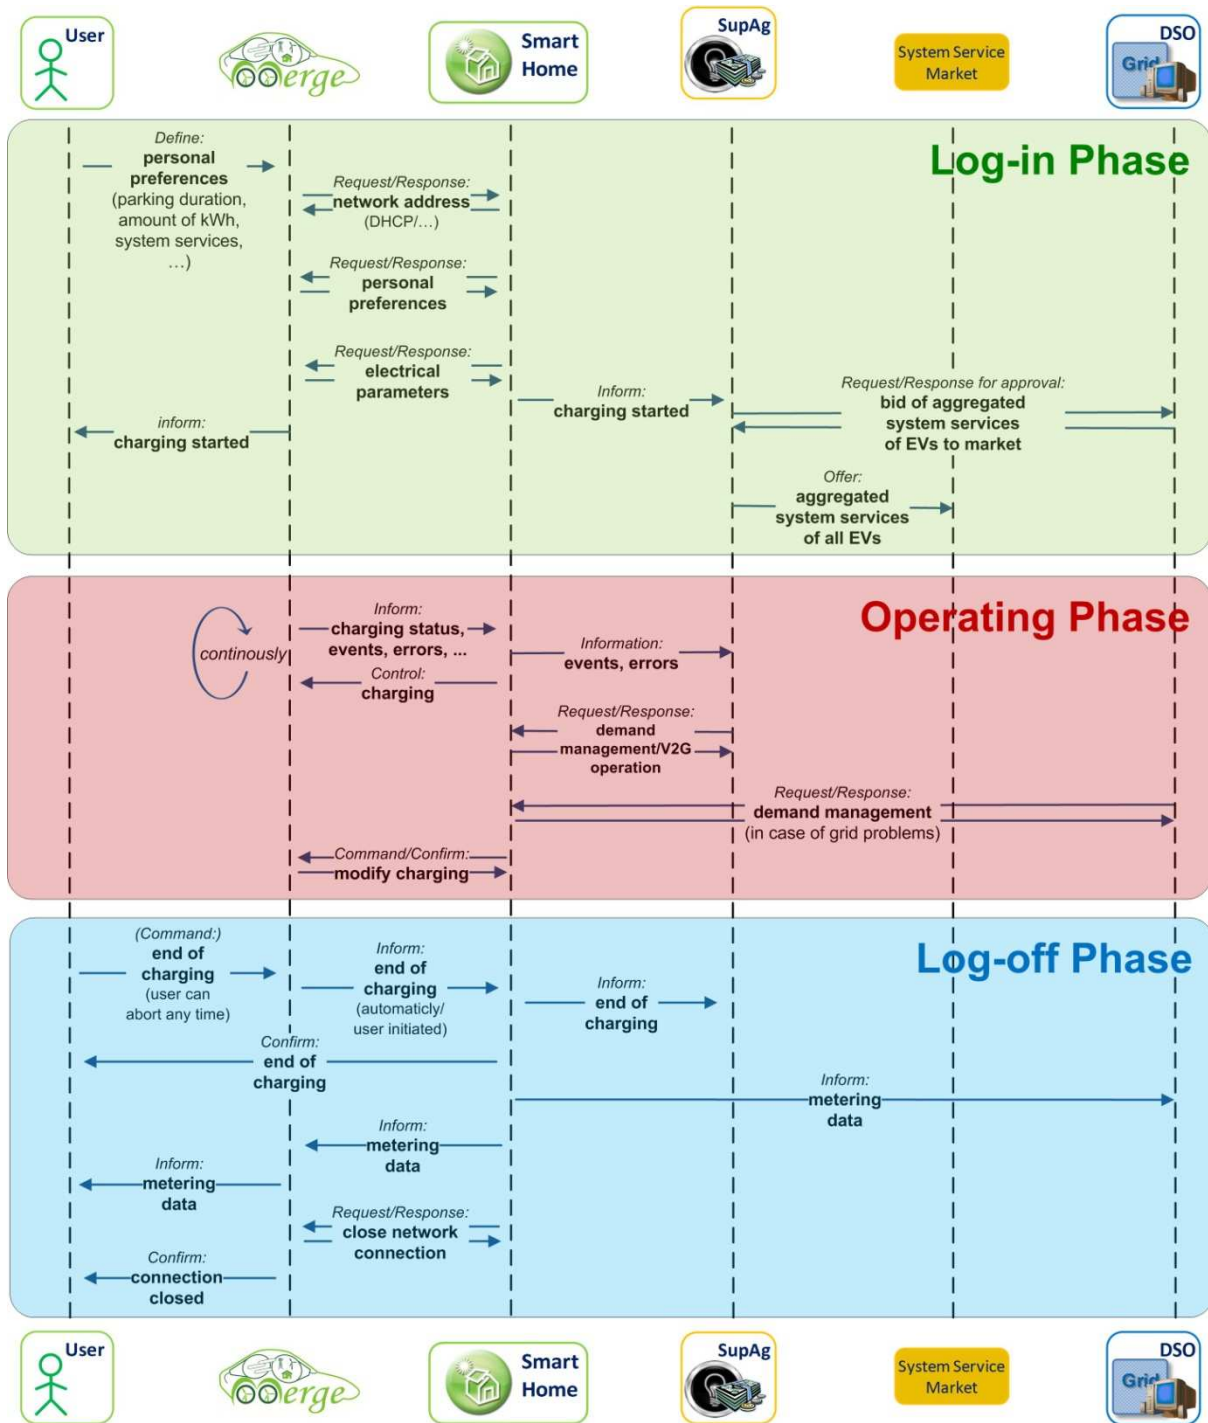 User
merge
Smart
Home
SupAg
System Service
Market
DSO
Grid
Log-in Phase
Define:
personal
preferences
(parking duration,
amount of kWh,
system services,
…)
Request/Response:
network address
(DHCP/…)
Request/Response:
personal
preferences
Request/Response:
electrical
parameters
Inform:
charging started
Request/Response for approval:
bid of aggregated
system services
of EVs to market
inform:
charging started
Offer:
aggregated
system services
of all EVs
Operating Phase
continously
Inform:
charging status,
events, errors, ...
Information:
events, errors
Control:
charging
Request/Response:
demand
management/V2G
operation
Request/Response:
demand management
(in case of grid problems)
Command/Confirm:
modify charging
Log-off Phase
(Command:)
end of
charging
(user can
abort any time)
Inform:
end of
charging
(automaticly/
user initiated)
Inform:
end of
charging
Confirm:
end of
charging
Inform:
metering
data
Inform:
metering
data
Inform:
metering
data
Request/Response:
close network
connection
Confirm:
connection
closed
User
merge
Smart
Home
SupAg
System Service
Market
DSO
Grid